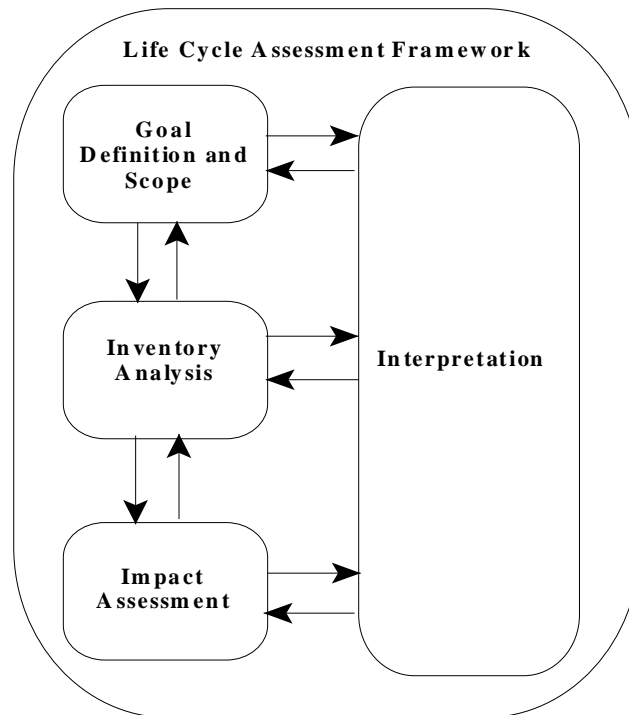 Life Cycle Assessment Framework
Goal
Definition and
Scope
Inventory
Analysis
Interpretation
Impact
Assessment